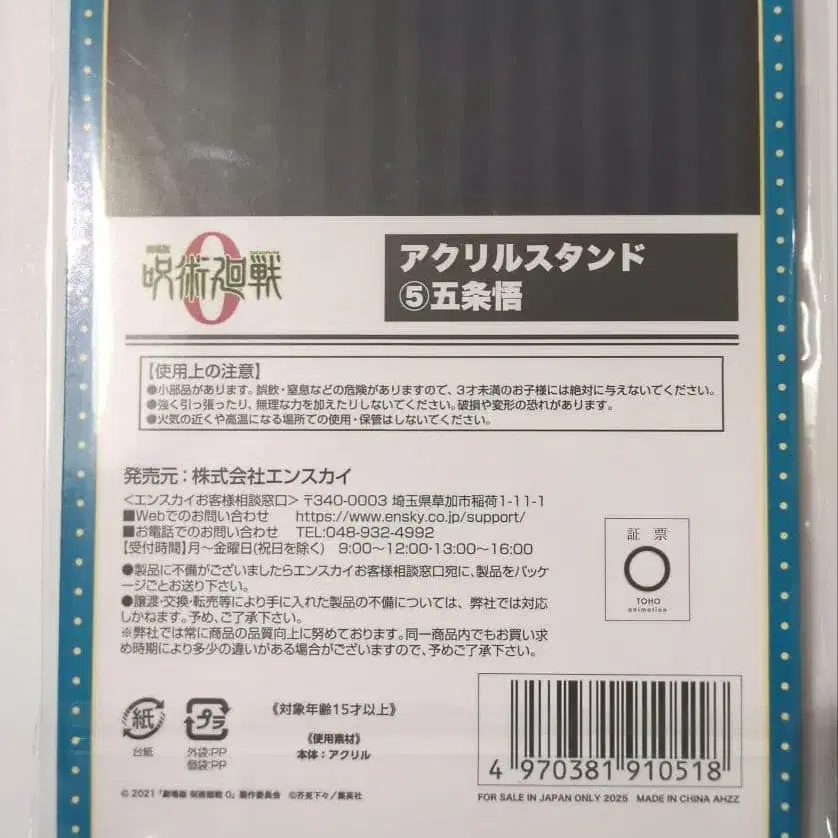 劇場版
呪術廻戦
0
アクリルスタンド
⑤五条悟
【使用上の注意】
●小部品があります。誤飲・窒息などの危険がありますので、3才未満のお子様には絶対に与えないでください。
●強く引っ張ったり、無理な力を加えたりしないでください。破損や変形の恐れがあります。
●火気の近くや高温になる場所での使用・保管はしないでください。
発売元：株式会社エンスカイ
＜エンスカイお客様相談窓口＞ 〒340-0003 埼玉県草加市稲荷1-11-1
■Webでのお問い合わせ https://www.ensky.co.jp/support/
■お電話でのお問い合わせ TEL:048-932-4992
【受付時間】月〜金曜日(祝日を除く) 9:00〜12:00・13:00〜16:00
●製品に不備がございましたらエンスカイお客様相談窓口宛に、製品をパッケ
ージごとお送り下さい。
●譲渡・交換・転売等により手に入れた製品の不備については、弊社では対応
しかねます。予め、ご了承下さい。
※弊社では常に商品の品質向上に努めております。同一商品内でもお買い求
め時期により多少の違いがある場合がございますので、予めご了承下さい。
証票
TOHO
animation
紙
台紙
プラ
外袋:PP
個袋:PP
《対象年齢15才以上》
《使用素材》
本体：アクリル
4 970381 910518
© 2021「劇場版 呪術廻戦 0」製作委員会 ©芥見下々／集英社
FOR SALE IN JAPAN ONLY 2025 MADE IN CHINA AHZZ